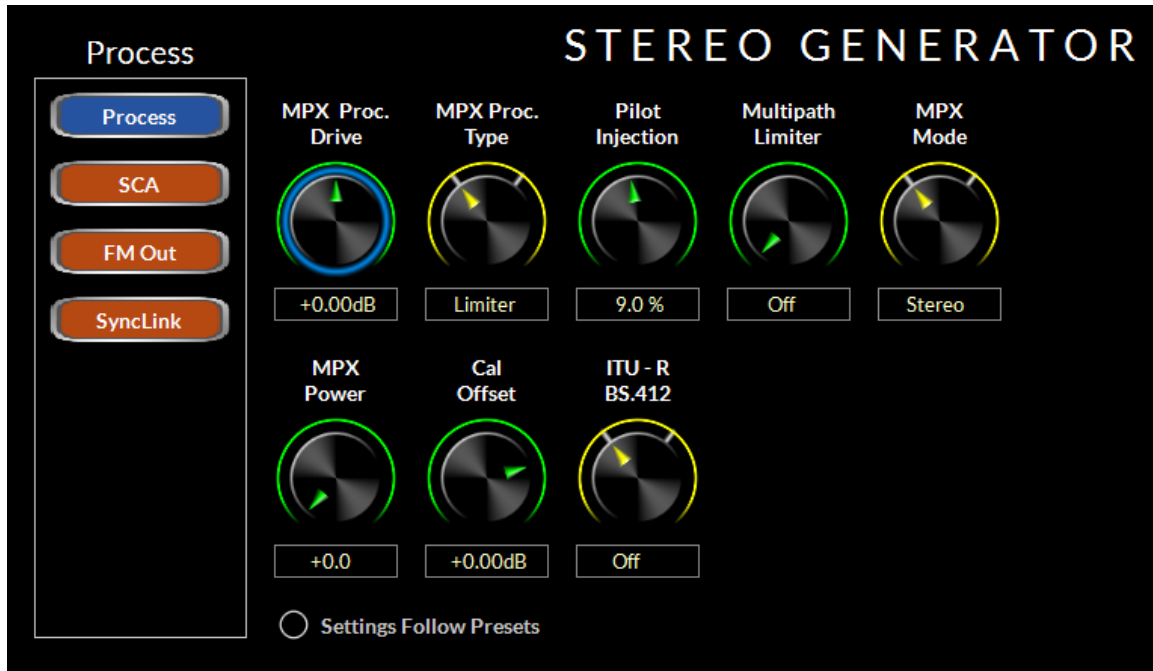 Process
STEREO GENERATOR
Process
SCA
FM Out
SyncLink
MPX Proc.
Drive
MPX Proc.
Type
Pilot
Injection
Multipath
Limiter
MPX
Mode
+0.00dB
Limiter
9.0 %
Off
Stereo
MPX
Power
Cal
Offset
ITU - R
BS.412
+0.0
+0.00dB
Off
Settings Follow Presets